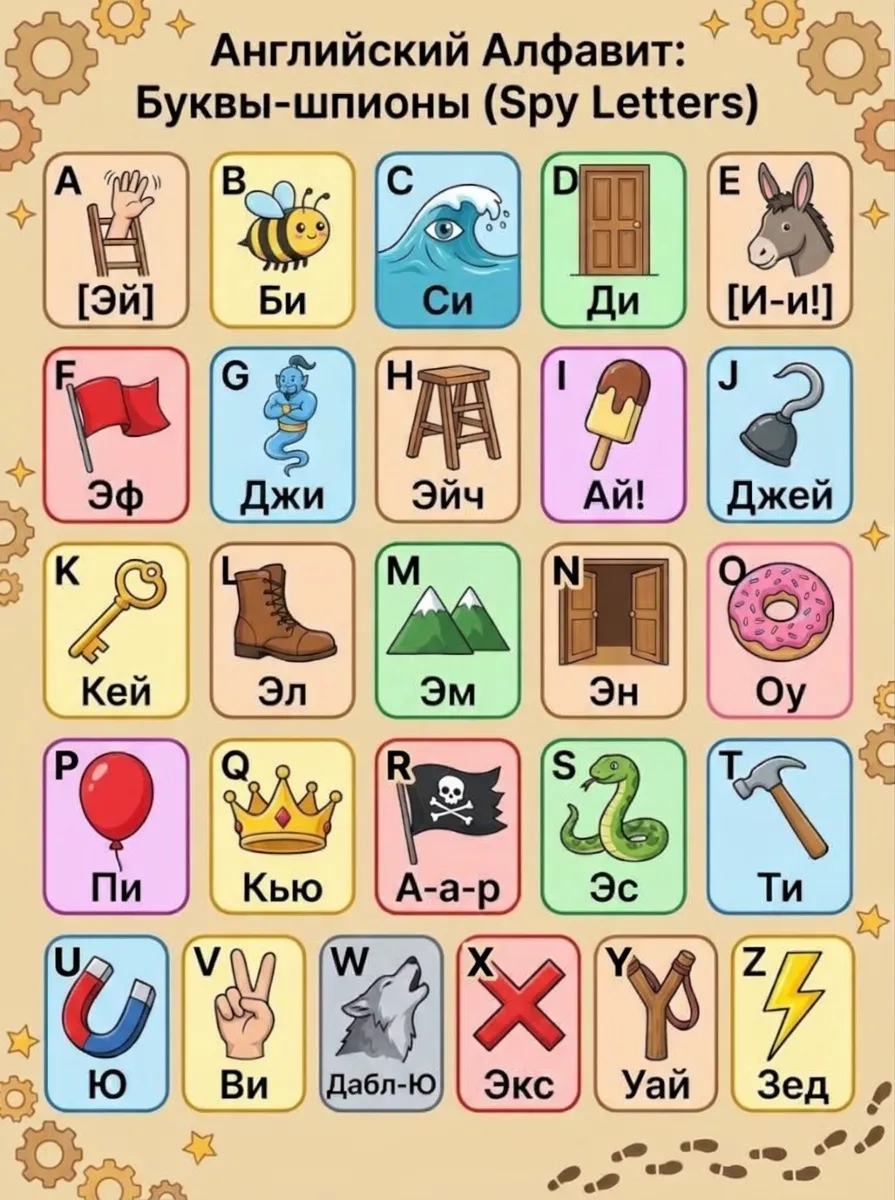 Английский Алфавит:
Буквы-шпионы (Spy Letters)
A
[Эй]
B
Би
C
Си
D
Ди
E
[И-и!]
F
Эф
G
Джи
H
Эйч
I
Ай!
J
Джей
K
Кей
L
Эл
M
Эм
N
Эн
O
Оу
P
Пи
Q
Кью
R
А-а-р
S
Эс
T
Ти
U
Ю
V
Ви
W
Дабл-Ю
X
Экс
Y
Уай
Z
Зед